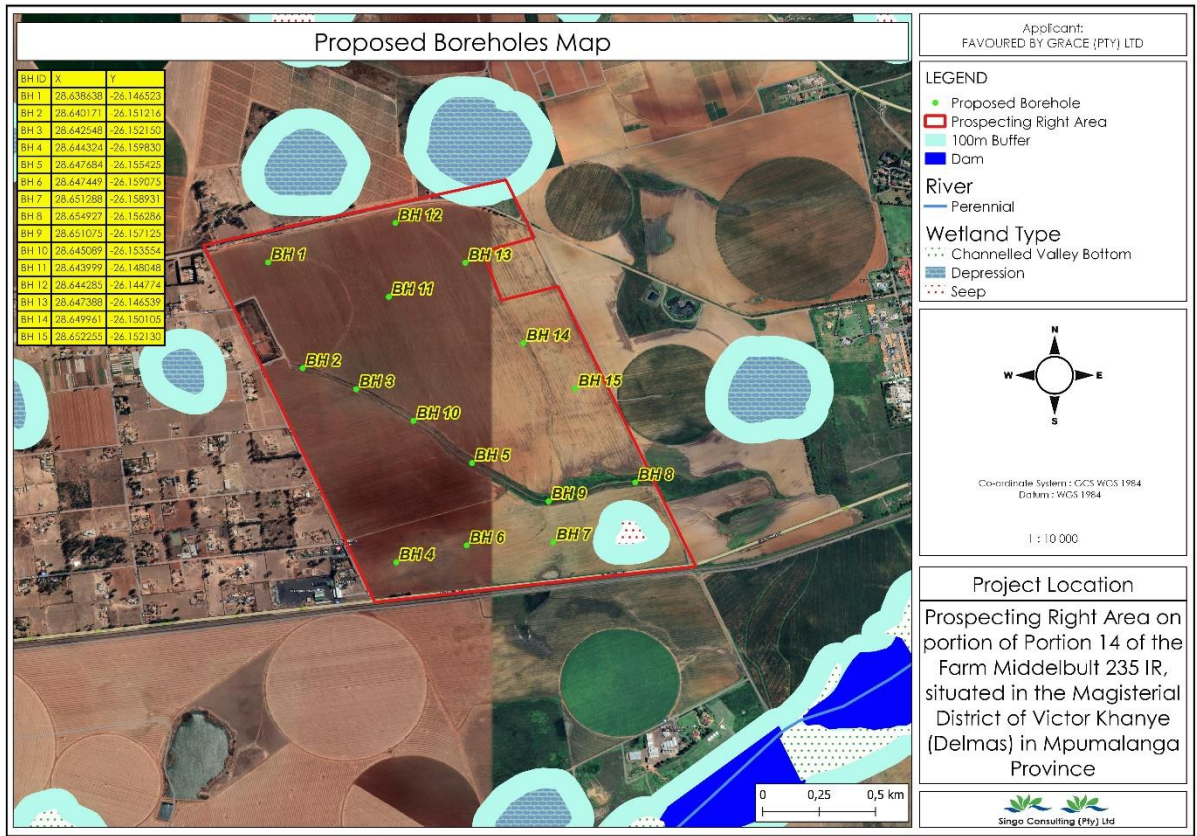 Proposed Boreholes Map
BH ID X Y
BH 1 28.638638 -26.146523
BH 2 28.640171 -26.151216
BH 3 28.642548 -26.152150
BH 4 28.644324 -26.159830
BH 5 28.647684 -26.155425
BH 6 28.647449 -26.159075
BH 7 28.651288 -26.158931
BH 8 28.654927 -26.156286
BH 9 28.651075 -26.157125
BH 10 28.645089 -26.153554
BH 11 28.643999 -26.148048
BH 12 28.644285 -26.144774
BH 13 28.647388 -26.146539
BH 14 28.649961 -26.150105
BH 15 28.652255 -26.152130
BH 12
BH 1
BH 13
BH 11
BH 14
BH 2
BH 3
BH 15
BH 10
BH 5
BH 8
BH 9
BH 7
BH 6
BH 4
0 0,25 0,5 km
Applicant:
FAVOURED BY GRACE (PTY) LTD
LEGEND
Proposed Borehole
Prospecting Right Area
100m Buffer
Dam
River
Perennial
Wetland Type
Channelled Valley Bottom
Depression
Seep
N
W E
S
Co-ordinate System : GCS WGS 1984
Datum : WGS 1984
1 : 10 000
Project Location
Prospecting Right Area on
portion of Portion 14 of the
Farm Middelbult 235 IR,
situated in the Magisterial
District of Victor Khanye
(Delmas) in Mpumalanga
Province
Singo Consulting (Pty) Ltd